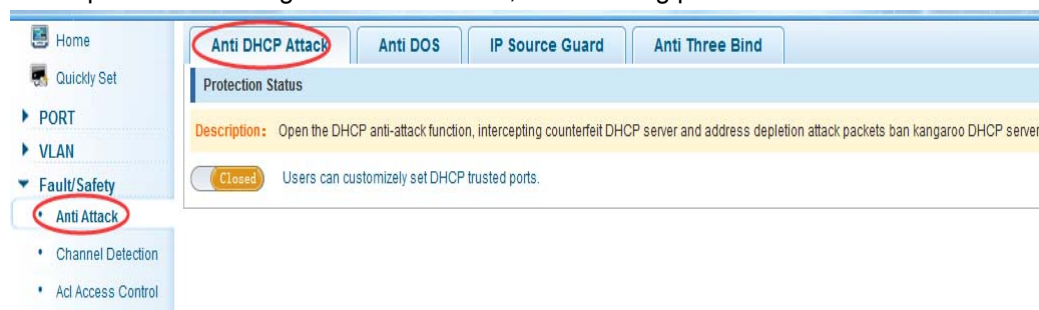 Home
Quickly Set
PORT
VLAN
Fault/Safety
Anti Attack
Channel Detection
Acl Access Control
Anti DHCP Attack
Anti DOS
IP Source Guard
Anti Three Bind
Protection Status
Description: Open the DHCP anti-attack function, intercepting counterfeit DHCP server and address depletion attack packets ban kangaroo DHCP server
Closed Users can customizely set DHCP trusted ports.